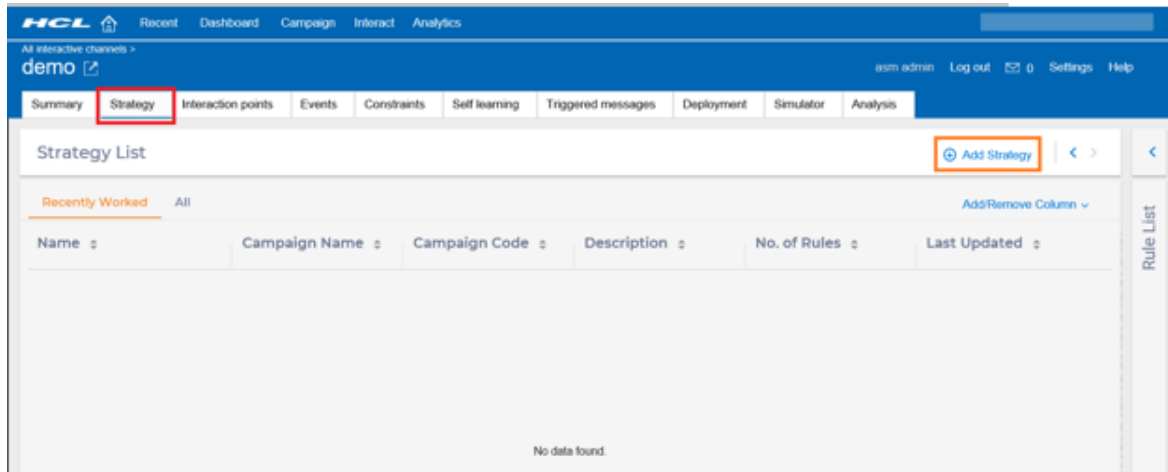 HCL Recent Dashboard Campaign Interact Analytics
All interactive channels >
demo
asm admin Log out 0 Settings Help
Summary Strategy Interaction points Events Constraints Self learning Triggered messages Deployment Simulator Analysis
Strategy List
Add Strategy
Recently Worked All
Add/Remove Column
Name Campaign Name Campaign Code Description No. of Rules Last Updated
Rule List
No data found.